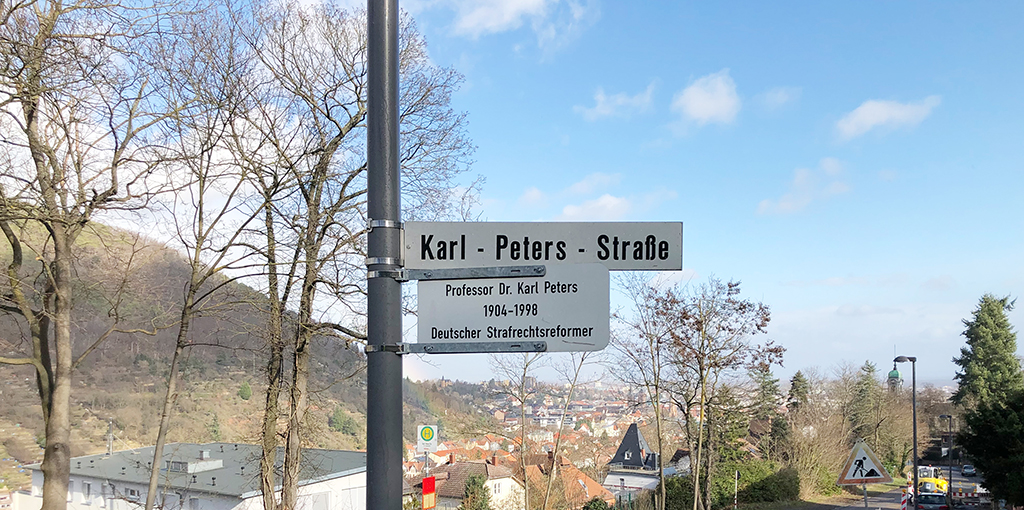 Karl - Peters - Straße
Professor Dr. Karl Peters
1904-1998
Deutscher Strafrechtsreformer